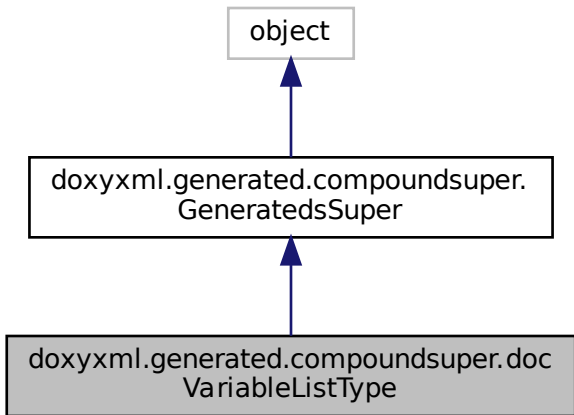 object
doxyxml.generated.compoundsuper.
GeneratedsSuper
doxyxml.generated.compoundsuper.doc
VariableListType